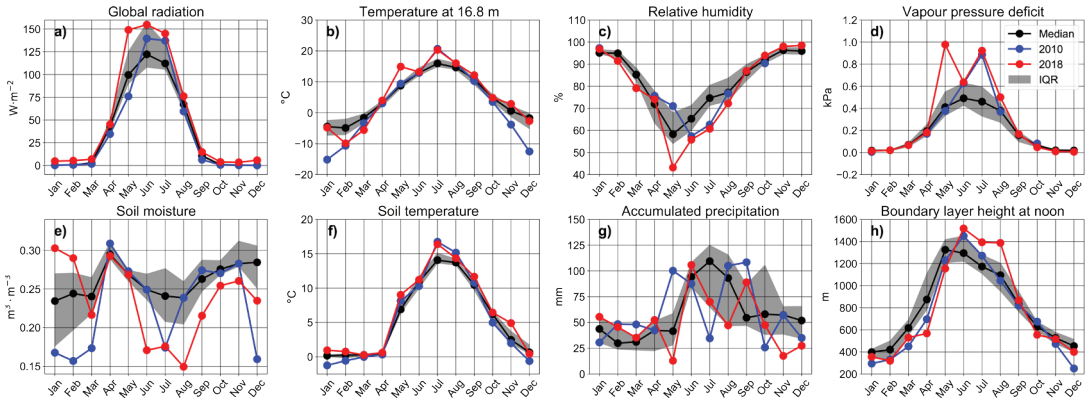 Global radiation
a)
W·m⁻²
150
125
100
75
50
25
0
Jan Feb Mar Apr May Jun Jul Aug Sep Oct Nov Dec
Temperature at 16.8 m
b)
°C
30
20
10
0
−10
−20
Jan Feb Mar Apr May Jun Jul Aug Sep Oct Nov Dec
Relative humidity
c)
%
110
100
90
80
70
60
50
40
Jan Feb Mar Apr May Jun Jul Aug Sep Oct Nov Dec
Vapour pressure deficit
d)
kPa
1.2
1.0
0.8
0.6
0.4
0.2
0.0
−0.2
Median
2010
2018
IQR
Jan Feb Mar Apr May Jun Jul Aug Sep Oct Nov Dec
Soil moisture
e)
m³·m⁻³
0.30
0.25
0.20
0.15
Jan Feb Mar Apr May Jun Jul Aug Sep Oct Nov Dec
Soil temperature
f)
°C
20
15
10
5
0
Jan Feb Mar Apr May Jun Jul Aug Sep Oct Nov Dec
Accumulated precipitation
g)
mm
150
125
100
75
50
25
0
Jan Feb Mar Apr May Jun Jul Aug Sep Oct Nov Dec
Boundary layer height at noon
h)
m
1600
1400
1200
1000
800
600
400
200
Jan Feb Mar Apr May Jun Jul Aug Sep Oct Nov Dec